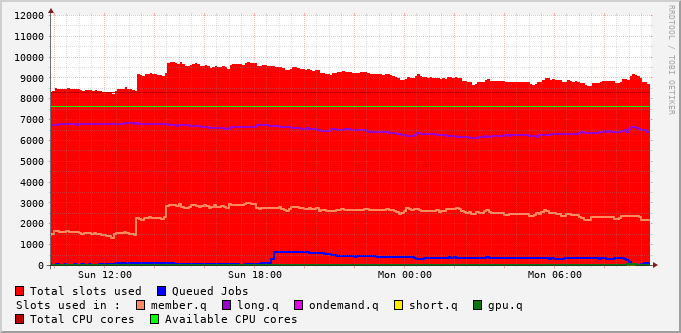 12000
11000
10000
9000
8000
7000
6000
5000
4000
3000
2000
1000
0
Sun 12:00 Sun 18:00 Mon 00:00 Mon 06:00
Total slots used Queued Jobs
Slots used in : member.q long.q ondemand.q short.q gpu.q
Total CPU cores Available CPU cores
RRDTOOL / TOBI OETIKER